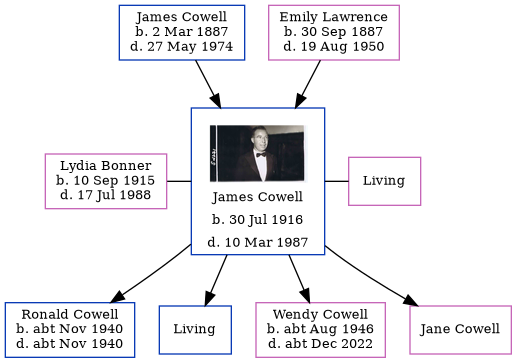 James Cowell
b. 2 Mar 1887
d. 27 May 1974
Emily Lawrence
b. 30 Sep 1887
d. 19 Aug 1950
Lydia Bonner
b. 10 Sep 1915
d. 17 Jul 1988
James Cowell
b. 30 Jul 1916
d. 10 Mar 1987
Living
Ronald Cowell
b. abt Nov 1940
d. abt Nov 1940
Living
Wendy Cowell
b. abt Aug 1946
d. abt Dec 2022
Jane Cowell